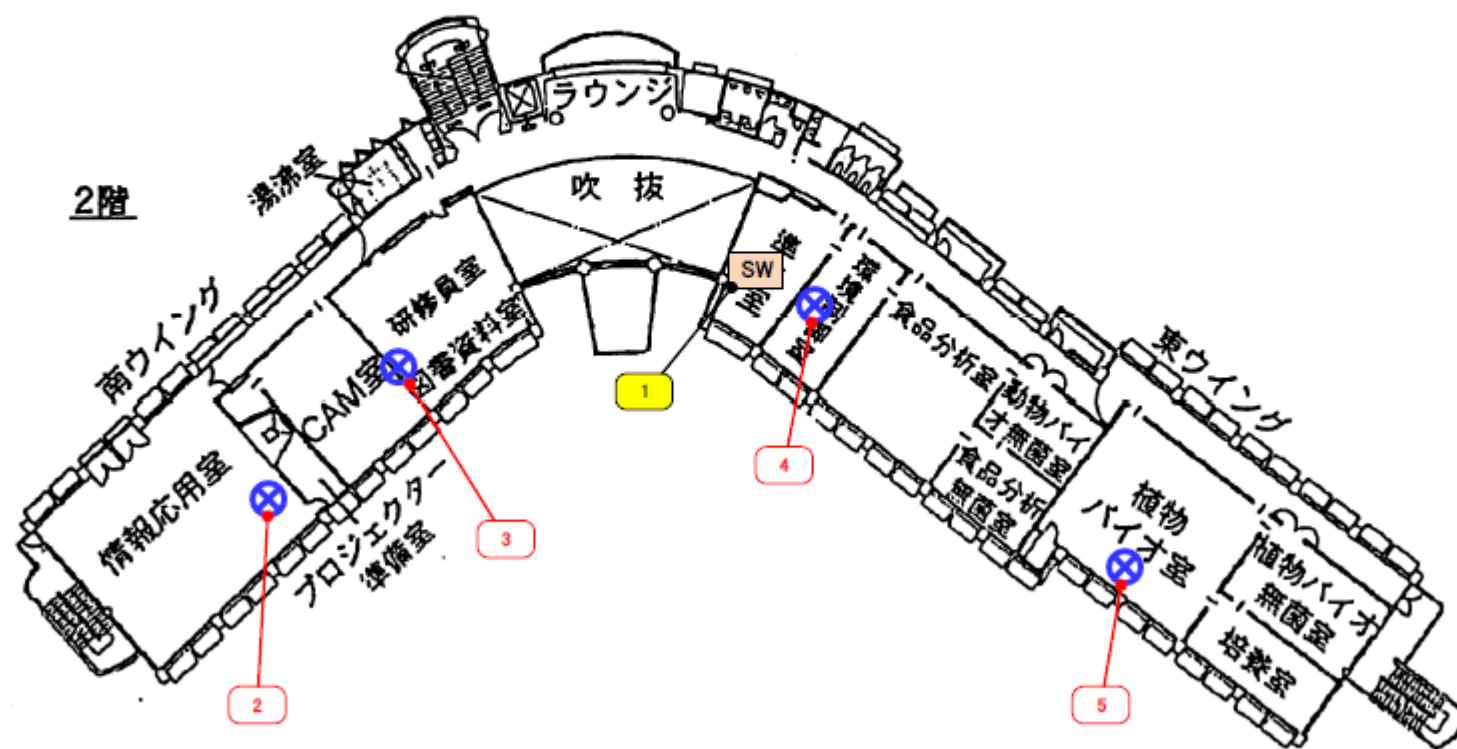 ラウンジ
湯沸室
2階
吹 抜
研修員室
図書資料室
SW
室
環境
室
南ウイング
CAM室
食品分析室
東ウイング
1
動物バイ
オ無菌室
4
食品分析
無菌室
情報応用室
プロジェクター
準備室
3
植物
バイオ室
植物バイオ
無菌室
培養室
2
5